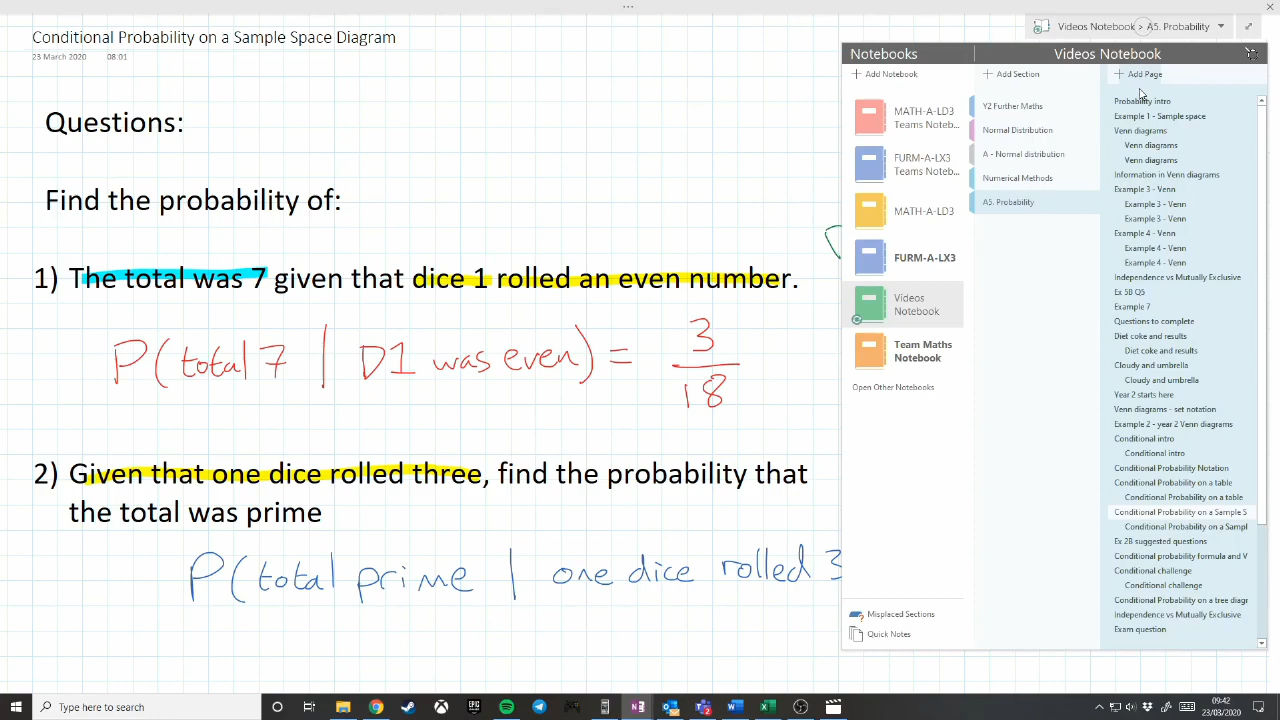 Conditional Probability on a Sample Space Diagram
23 March 2020 08:01
Questions:
Find the probability of:
1) The total was 7 given that dice 1 rolled an even number.
P(total 7 | D1 was even) = 3/18
2) Given that one dice rolled three, find the probability that
the total was prime
P(total prime | one dice rolled 3
Videos Notebook > A5. Probability
Notebooks
Videos Notebook
+ Add Notebook
+ Add Section
+ Add Page
MATH-A-LD3
Teams Noteb...
FURM-A-LX3
Teams Noteb...
MATH-A-LD3
FURM-A-LX3
Videos
Notebook
Team Maths
Notebook
Open Other Notebooks
Misplaced Sections
Quick Notes
Y2 Further Maths
Normal Distribution
A - Normal distribution
Numerical Methods
A5. Probability
Probability intro
Example 1 - Sample space
Venn diagrams
Venn diagrams
Venn diagrams
Information in Venn diagrams
Example 3 - Venn
Example 3 - Venn
Example 3 - Venn
Example 4 - Venn
Example 4 - Venn
Example 4 - Venn
Independence vs Mutually Exclusive
Ex 5B Q5
Example 7
Questions to complete
Diet coke and results
Diet coke and results
Cloudy and umbrella
Cloudy and umbrella
Year 2 starts here
Venn diagrams - set notation
Example 2 - year 2 Venn diagrams
Conditional intro
Conditional intro
Conditional Probability Notation
Conditional Probability on a table
Conditional Probability on a table
Conditional Probability on a Sample S
Conditional Probability on a Sampl
Ex 2B suggested questions
Conditional probability formula and V
Conditional challenge
Conditional challenge
Conditional Probability on a tree diagr
Independence vs Mutually Exclusive
Exam question
Type here to search
09:42
23/03/2020